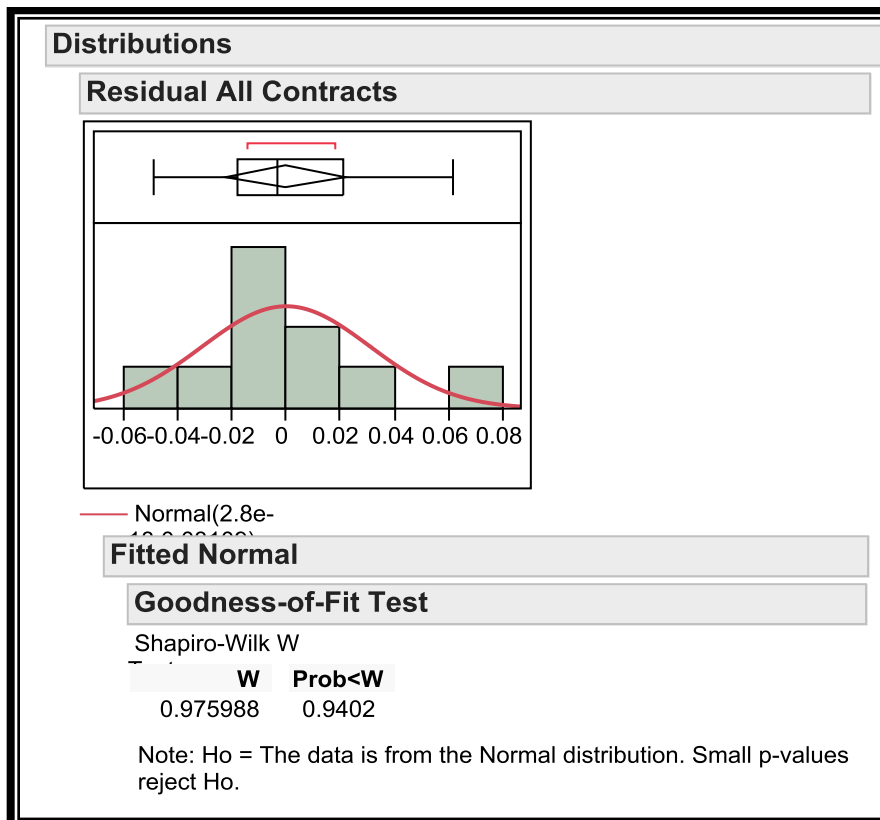 Distributions
Residual All Contracts
-0.06 -0.04 -0.02 0 0.02 0.04 0.06 0.08
Normal(2.8e-
Fitted Normal
Goodness-of-Fit Test
Shapiro-Wilk W
W Prob<W
0.975988 0.9402
Note: Ho = The data is from the Normal distribution. Small p-values
reject Ho.